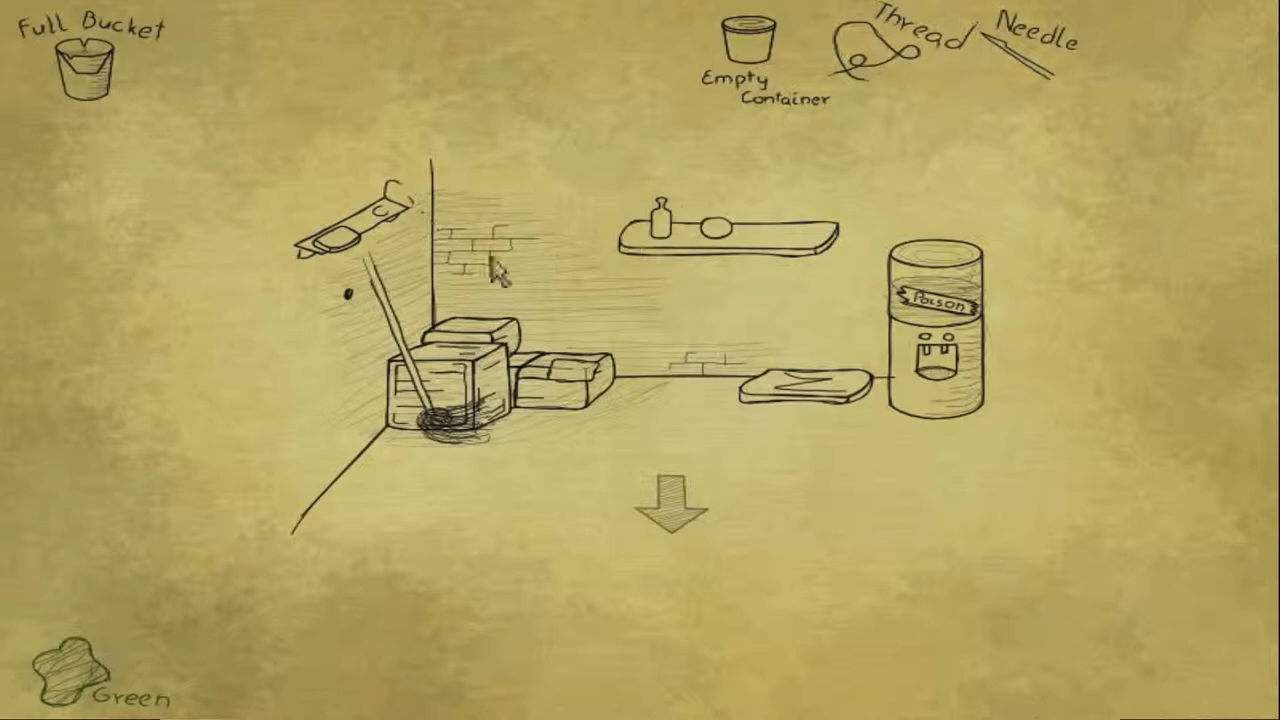 Full Bucket
Empty
Container
Thread
Needle
Poison
Green